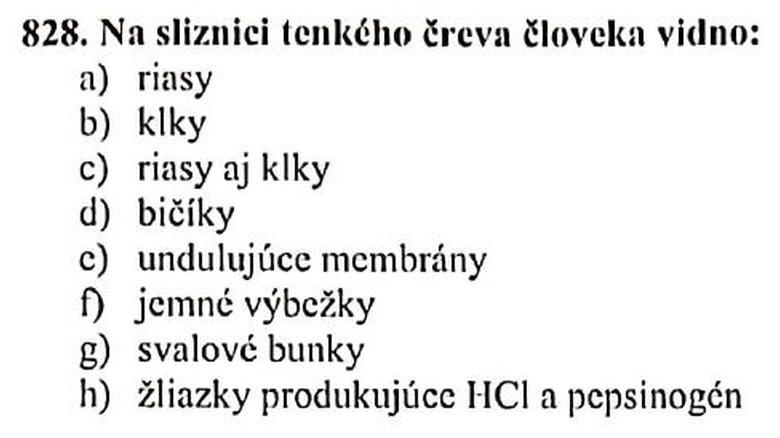 828. Na sliznici tenkého čreva človeka vidno:
a) riasy
b) klky
c) riasy aj klky
d) bičíky
e) undulujúce membrány
f) jemné výbežky
g) svalové bunky
h) žliazky produkujúce HCl a pepsinogén